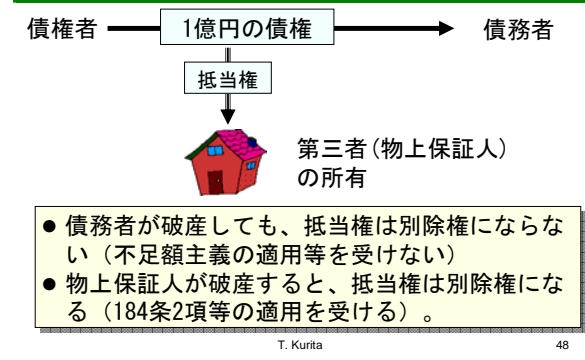 債権者 1億円の債権 債務者
抵当権
第三者(物上保証人)
の所有
● 債務者が破産しても、抵当権は別除権にならな
い（不足額主義の適用等を受けない）
● 物上保証人が破産すると、抵当権は別除権にな
る（184条2項等の適用を受ける）。
T. Kurita 48